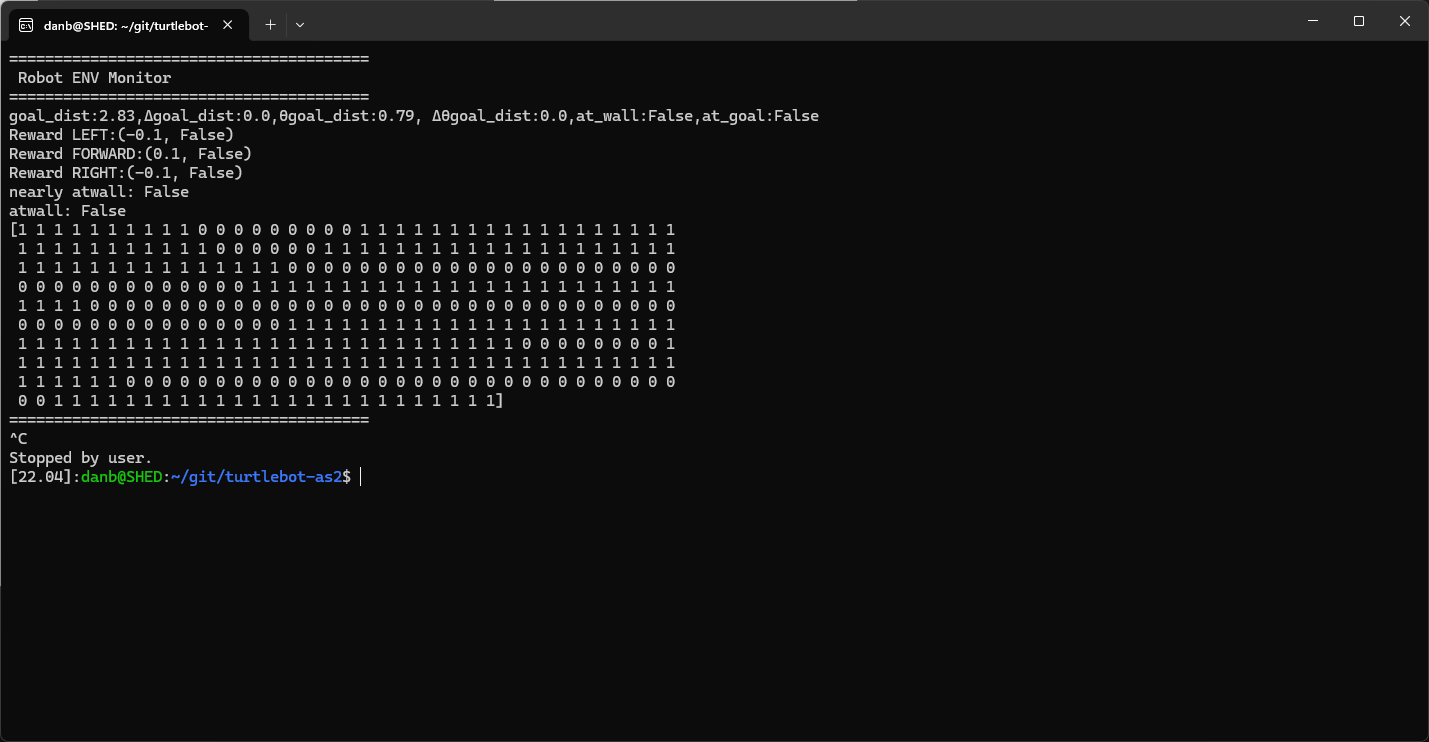 ========================================
Robot ENV Monitor
========================================
goal_dist:2.83,Δgoal_dist:0.0,θgoal_dist:0.79, Δθgoal_dist:0.0,at_wall:False,at_goal:False
Reward LEFT:(-0.1, False)
Reward FORWARD:(0.1, False)
Reward RIGHT:(-0.1, False)
nearly atwall: False
atwall: False
[1 1 1 1 1 1 1 1 1 1 0 0 0 0 0 0 0 0 0 1 1 1 1 1 1 1 1 1 1 1 1 1 1 1 1 1 1
1 1 1 1 1 1 1 1 1 1 1 0 0 0 0 0 0 1 1 1 1 1 1 1 1 1 1 1 1 1 1 1 1 1 1 1 1
1 1 1 1 1 1 1 1 1 1 1 1 1 1 1 0 0 0 0 0 0 0 0 0 0 0 0 0 0 0 0 0 0 0 0 0 0
0 0 0 0 0 0 0 0 0 0 0 0 0 1 1 1 1 1 1 1 1 1 1 1 1 1 1 1 1 1 1 1 1 1 1 1 1
1 1 1 1 0 0 0 0 0 0 0 0 0 0 0 0 0 0 0 0 0 0 0 0 0 0 0 0 0 0 0 0 0 0 0 0 0
0 0 0 0 0 0 0 0 0 0 0 0 0 0 0 1 1 1 1 1 1 1 1 1 1 1 1 1 1 1 1 1 1 1 1 1 1
1 1 1 1 1 1 1 1 1 1 1 1 1 1 1 1 1 1 1 1 1 1 1 1 1 1 1 1 0 0 0 0 0 0 0 0 1
1 1 1 1 1 1 1 1 1 1 1 1 1 1 1 1 1 1 1 1 1 1 1 1 1 1 1 1 1 1 1 1 1 1 1 1 1
1 1 1 1 1 1 0 0 0 0 0 0 0 0 0 0 0 0 0 0 0 0 0 0 0 0 0 0 0 0 0 0 0 0 0 0 0
0 0 1 1 1 1 1 1 1 1 1 1 1 1 1 1 1 1 1 1 1 1 1 1 1 1 1]
========================================
^C
Stopped by user.
[22.04]:danb@SHED:~/git/turtlebot-as2$